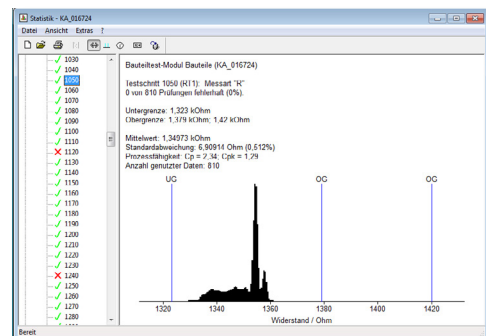 Statistik - KA_016724
Datei Ansicht Extras ?
1030
1040
1050
1060
1070
1080
1090
1100
1110
1120
1130
1140
1150
1160
1170
1180
1190
1200
1210
1220
1230
1240
1250
1260
1270
1280
Bauteiltest-Modul Bauteile (KA_016724)
Testschritt 1050 (RT1): Messart "R"
0 von 810 Prüfungen fehlerhaft (0%).
Untergrenze: 1,323 kOhm
Obergrenze: 1,379 kOhm; 1,42 kOhm
Mittelwert: 1,34973 kOhm
Standardabweichung: 6,90914 Ohm (0,512%)
Prozessfähigkeit: Cp = 2,34; Cpk = 1,29
Anzahl genutzter Daten: 810
UG OG OG
1320 1340 1360 1380 1400 1420
Widerstand / Ohm
Bereit